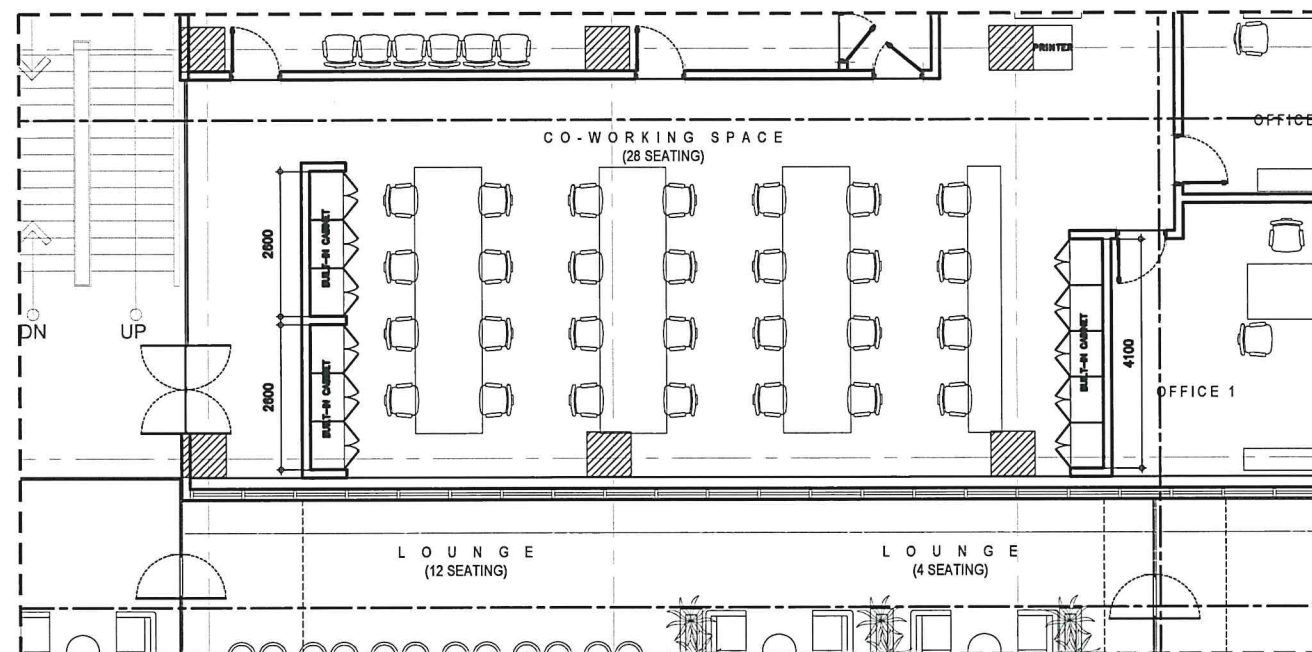 PRINTER
OFFICE
CO-WORKING SPACE
(28 SEATING)
2600
BUILT-IN CABINET
DN
UP
2600
BUILT-IN CABINET
BUILT-IN CABINET
4100
OFFICE 1
LOUNGE
(12 SEATING)
LOUNGE
(4 SEATING)